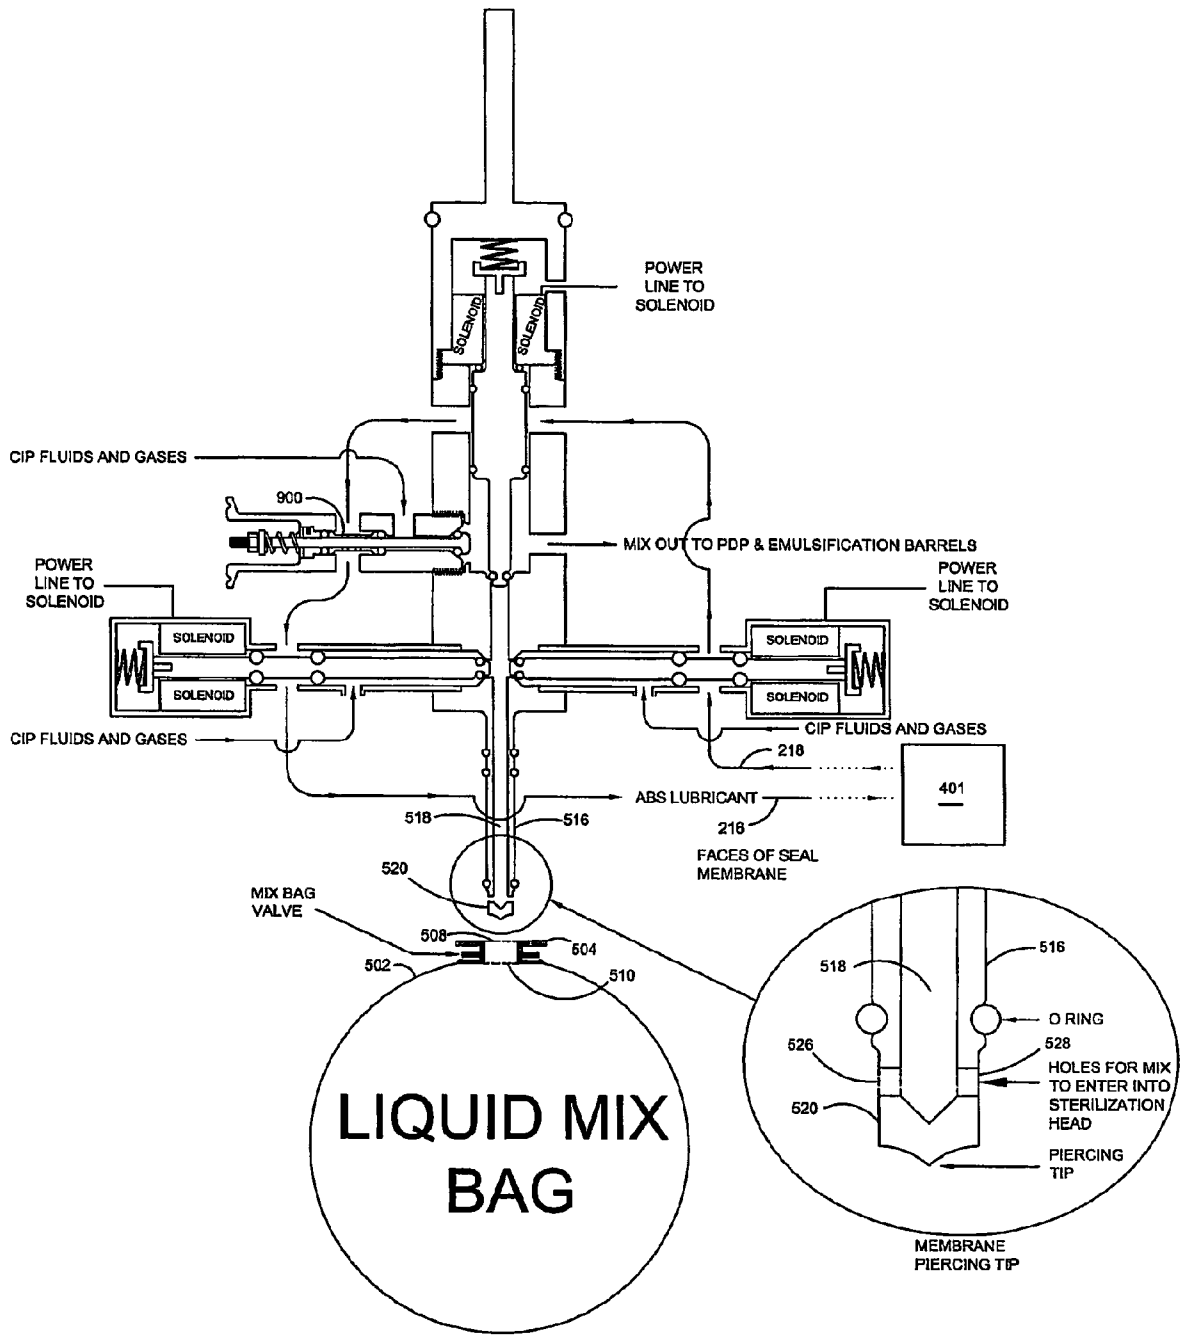 POWER
LINE TO
SOLENOID
SOLENOID
SOLENOID
CIP FLUIDS AND GASES
900
MIX OUT TO PDP & EMULSIFICATION BARRELS
POWER
LINE TO
SOLENOID
POWER
LINE TO
SOLENOID
SOLENOID
SOLENOID
SOLENOID
SOLENOID
CIP FLUIDS AND GASES
CIP FLUIDS AND GASES
218
401
ABS LUBRICANT
216
518
516
FACES OF SEAL
MEMBRANE
520
MIX BAG
VALVE
508
504
502
510
LIQUID MIX
BAG
518
516
O RING
526
528
HOLES FOR MIX
TO ENTER INTO
STERILIZATION
HEAD
520
PIERCING
TIP
MEMBRANE
PIERCING TIP